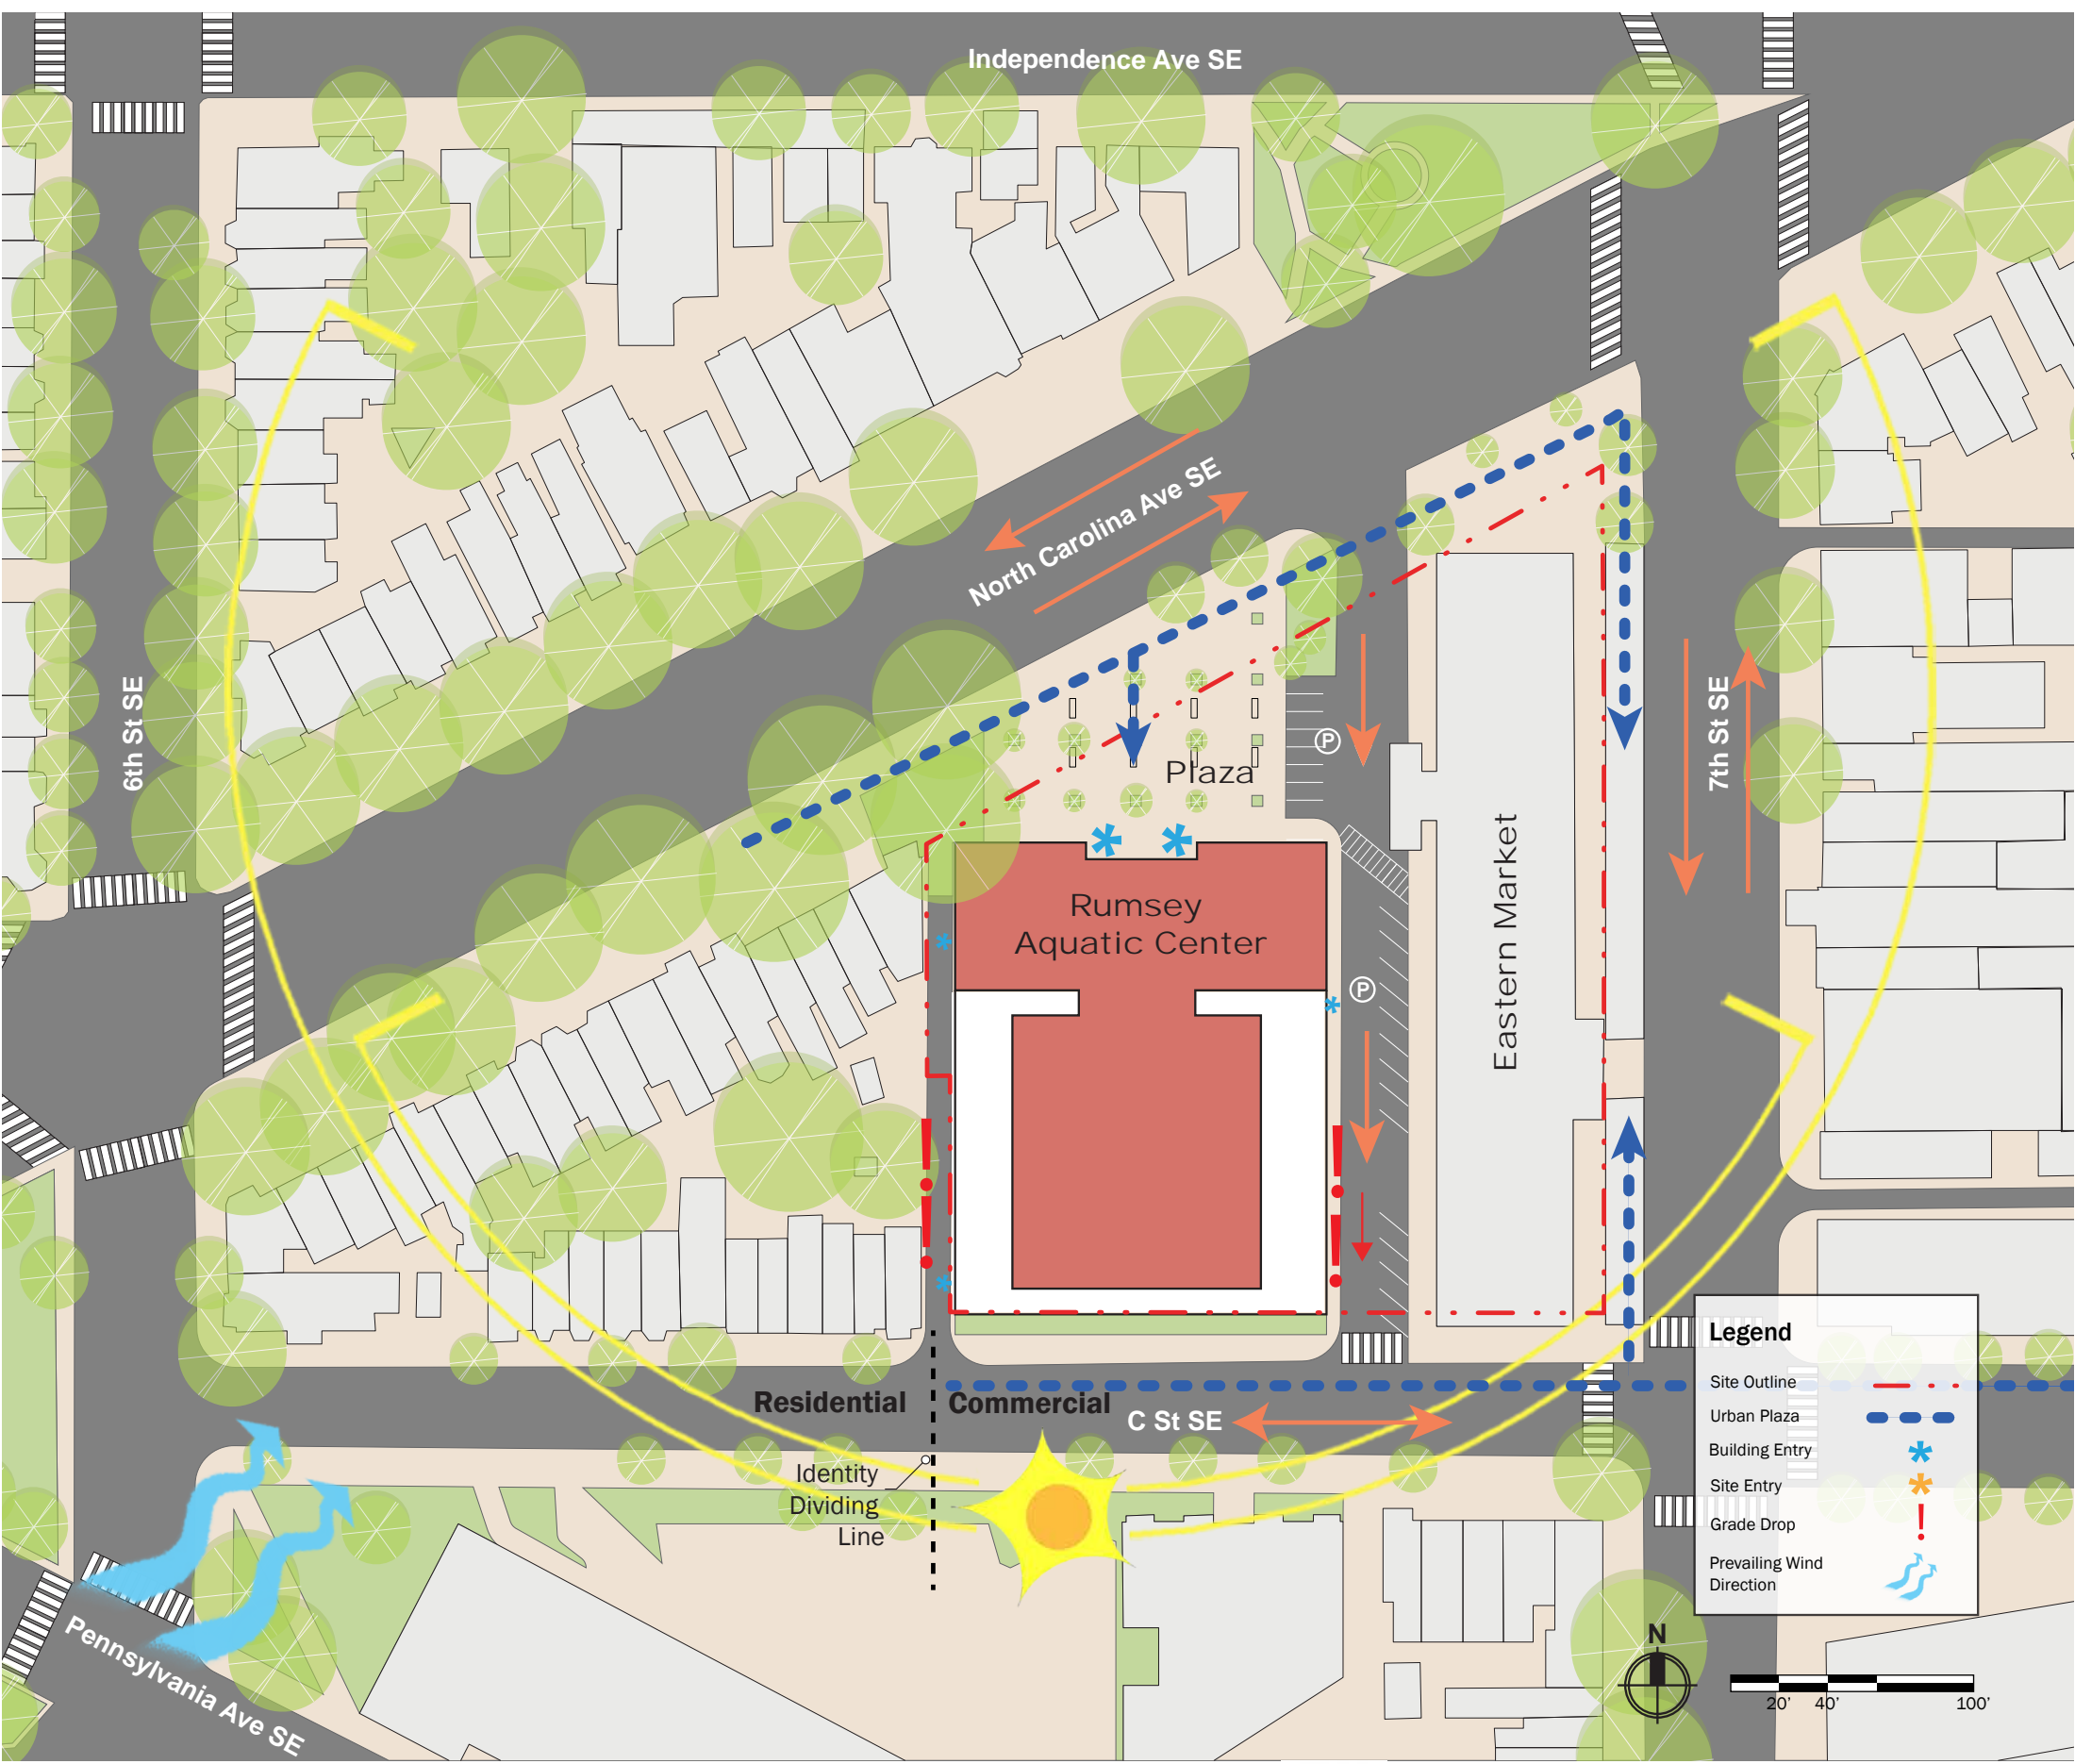 Independence Ave SE
North Carolina Ave SE
6th St SE
7th St SE
P
Plaza
Rumsey
Aquatic Center
P
Eastern Market
Residential
Commercial
C St SE
Identity
Dividing
Line
Pennsylvania Ave SE
Legend
Site Outline
Urban Plaza
Building Entry
Site Entry
Grade Drop
Prevailing Wind
Direction
N
20' 40' 100'